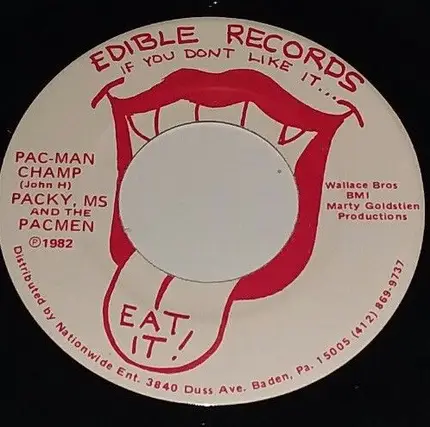 EDIBLE RECORDS
IF YOU DONT LIKE IT...
PAC-MAN
CHAMP
(John H)
PACKY, MS
AND THE
PACMEN
℗1982
Wallace Bros
BMI
Marty Goldstien
Productions
EAT
IT!
Distributed by Nationwide Ent. 3840 Duss Ave. Baden, Pa. 15005 (412) 869-9737